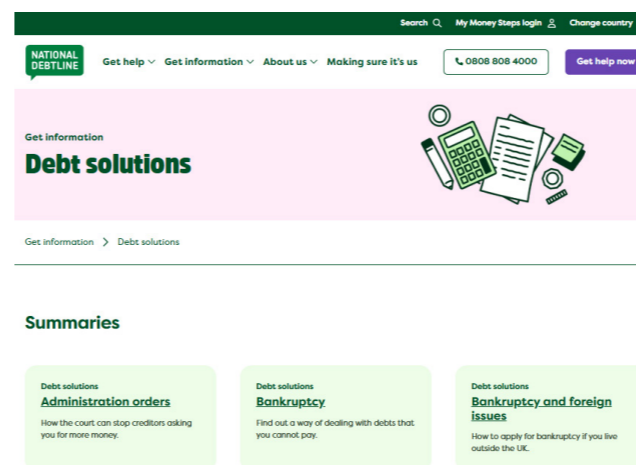 Search My Money Steps login Change country
NATIONAL
DEBTLINE
Get help Get information About us Making sure it's us 0808 808 4000 Get help now
Get information
Debt solutions
Get information Debt solutions
Summaries
Debt solutions
Administration orders
How the court can stop creditors asking
you for more money.
Debt solutions
Bankruptcy
Find out a way of dealing with debts that
you cannot pay.
Debt solutions
Bankruptcy and foreign
issues
How to apply for bankruptcy if you live
outside the UK.